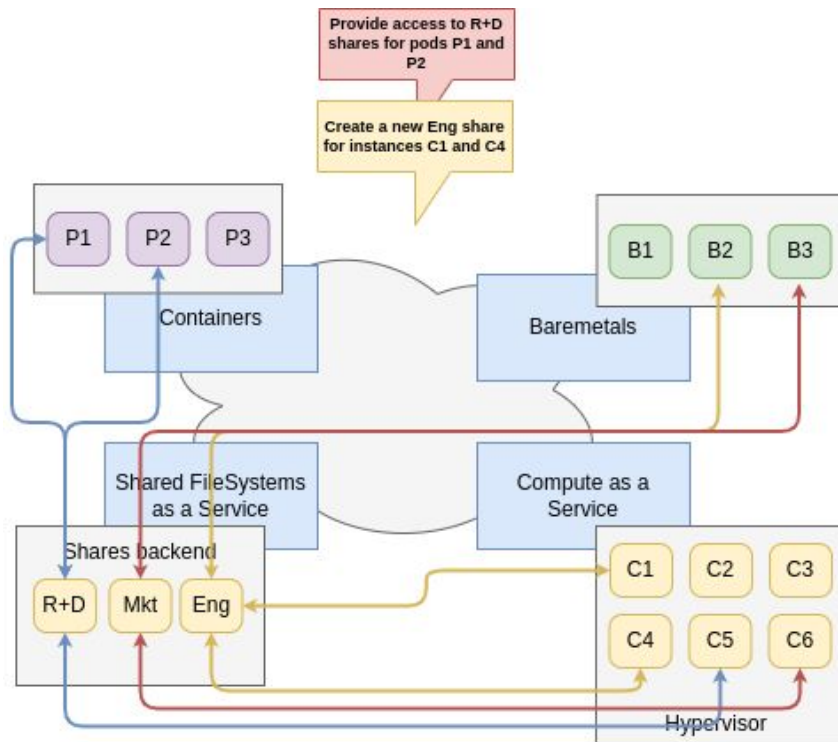 Provide access to R+D
shares for pods P1 and
P2
Create a new Eng share
for instances C1 and C4
P1 P2 P3
B1 B2 B3
Containers
Baremetals
Shared FileSystems
as a Service
Compute as a
Service
Shares backend
R+D Mkt Eng
C1 C2 C3
C4 C5 C6
Hypervisor